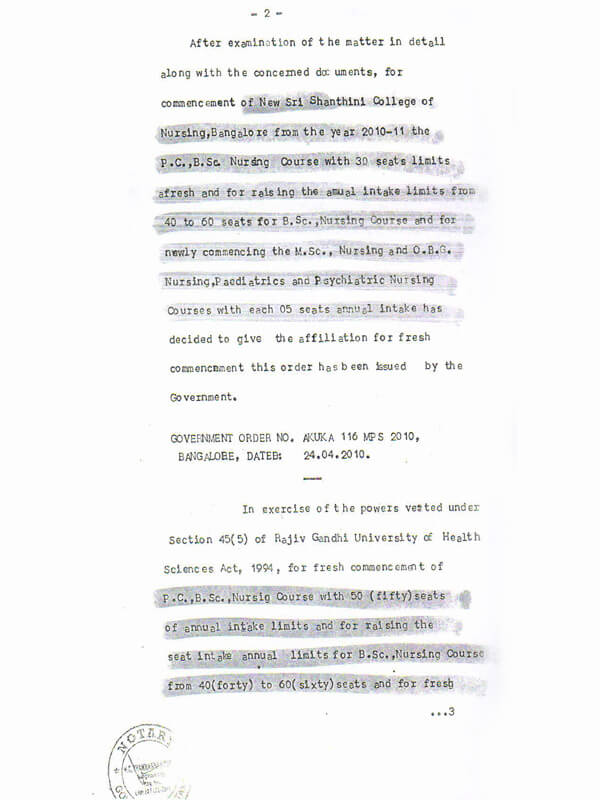 - 2 -
After examination of the matter in detail
along with the concerned documents, for
commencement of New Sri Shanthini College of
Nursing,Bangalore from the year 2010-11 the
P.C.,B.Sc. Nursing Course with 30 seats limits
afresh and for raising the annual intake limits from
40 to 60 seats for B.Sc.,Nursing Course and for
newly commencing the M.Sc., Nursing and O.B.G.
Nursing,Paediatrics and Psychiatric Nursing
Courses with each 05 seats annual intake has
decided to give the affiliation for fresh
commencment this order has been issued by the
Government.
GOVERNMENT ORDER NO. AKUKA 116 MPS 2010,
BANGALORE, DATED: 24.04.2010.
In exercise of the powers vested under
Section 45(5) of Rajiv Gandhi University of Health
Sciences Act, 1994, for fresh commencement of
P.C.,B.Sc.,Nursig Course with 50 (fifty)seats
of annual intake limits and for raising the
seat intake annual limits for B.Sc.,Nursing Course
from 40(forty) to 60(sixty)seats and for fresh
...3
NOTAR